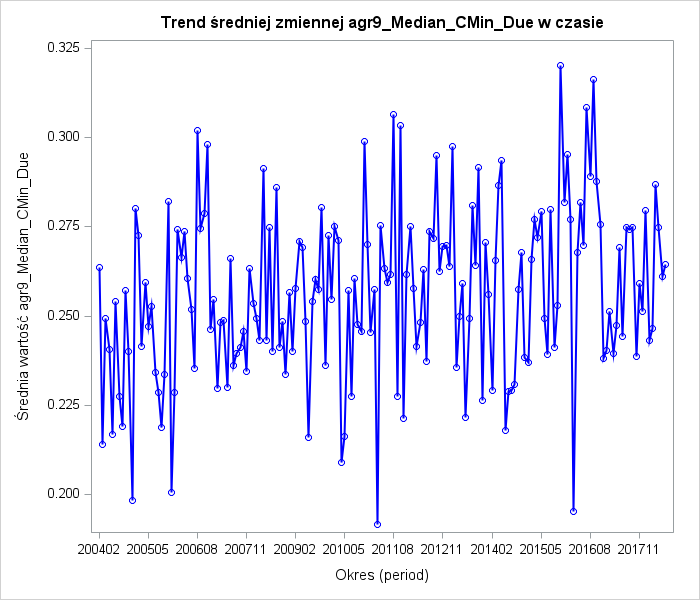 Trend średniej zmiennej agr9_Median_CMin_Due w czasie
0.325
0.300
0.275
0.250
0.225
0.200
Średnia wartość agr9_Median_CMin_Due
200402 200505 200608 200711 200902 201005 201108 201211 201402 201505 201608 201711
Okres (period)